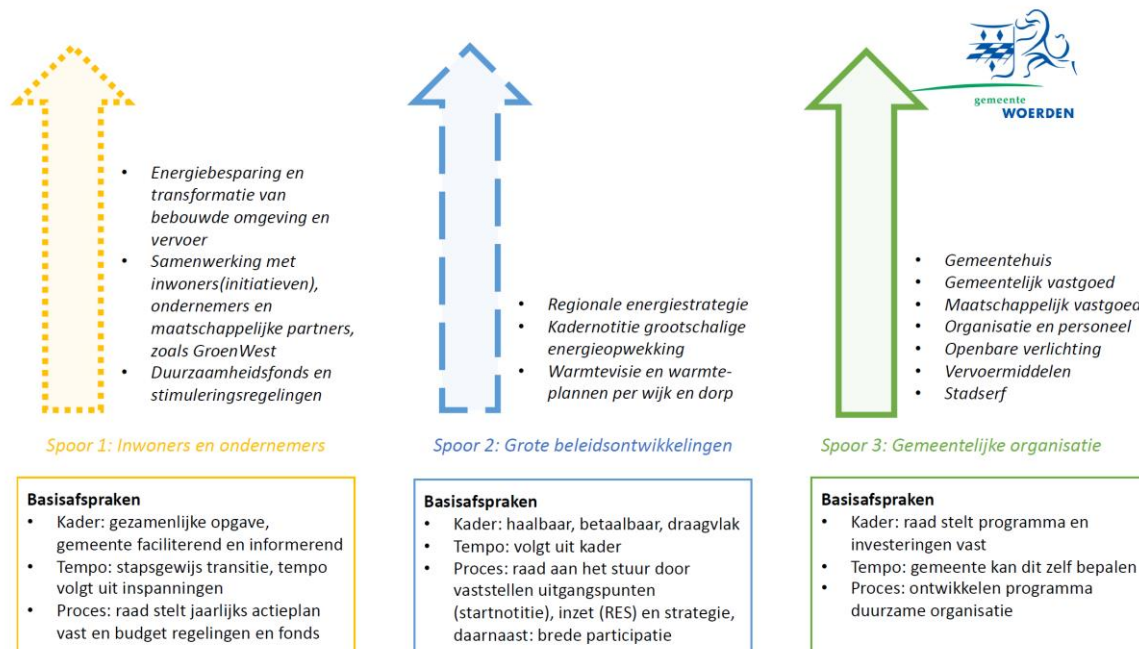 gemeente
WOERDEN
• Energiebesparing en
transformatie van
bebouwde omgeving en
vervoer
• Samenwerking met
inwoners(initiatieven),
ondernemers en
maatschappelijke partners,
zoals GroenWest
• Duurzaamheidsfonds en
stimuleringsregelingen
Spoor 1: Inwoners en ondernemers
Basisafspraken
• Kader: gezamenlijke opgave,
gemeente faciliterend en informerend
• Tempo: stapsgewijs transitie, tempo
volgt uit inspanningen
• Proces: raad stelt jaarlijks actieplan
vast en budget regelingen en fonds
• Regionale energiestrategie
• Kadernotitie grootschalige
energieopwekking
• Warmtevisie en warmte-
plannen per wijk en dorp
Spoor 2: Grote beleidsontwikkelingen
Basisafspraken
• Kader: haalbaar, betaalbaar, draagvlak
• Tempo: volgt uit kader
• Proces: raad aan het stuur door
vaststellen uitgangspunten
(startnotitie), inzet (RES) en strategie,
daarnaast: brede participatie
• Gemeentehuis
• Gemeentelijk vastgoed
• Maatschappelijk vastgoed
• Organisatie en personeel
• Openbare verlichting
• Vervoermiddelen
• Stadserf
Spoor 3: Gemeentelijke organisatie
Basisafspraken
• Kader: raad stelt programma en
investeringen vast
• Tempo: gemeente kan dit zelf bepalen
• Proces: ontwikkelen programma
duurzame organisatie